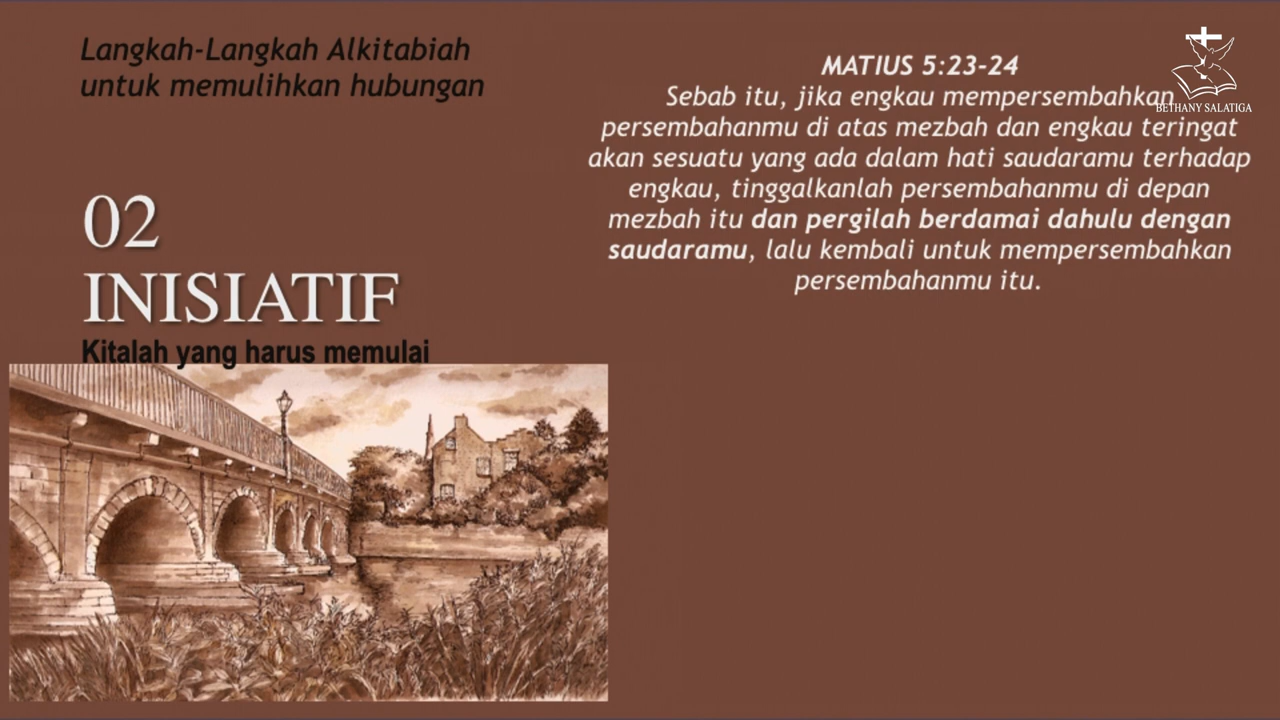 Langkah-Langkah Alkitabiah
untuk memulihkan hubungan
02
INISIATIF
Kitalah yang harus memulai
MATIUS 5:23-24
Sebab itu, jika engkau mempersembahkan
persembahanmu di atas mezbah dan engkau teringat
akan sesuatu yang ada dalam hati saudaramu terhadap
engkau, tinggalkanlah persembahanmu di depan
mezbah itu dan pergilah berdamai dahulu dengan
saudaramu, lalu kembali untuk mempersembahkan
persembahanmu itu.
BETHANY SALATIGA